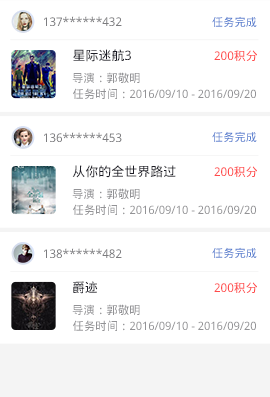 137******432 任务完成
星际迷航3 200积分
导演：郭敬明
任务时间：2016/09/10 - 2016/09/20
136******453 任务完成
从你的全世界路过 200积分
导演：郭敬明
任务时间：2016/09/10 - 2016/09/20
138******482 任务完成
爵迹 200积分
导演：郭敬明
任务时间：2016/09/10 - 2016/09/20